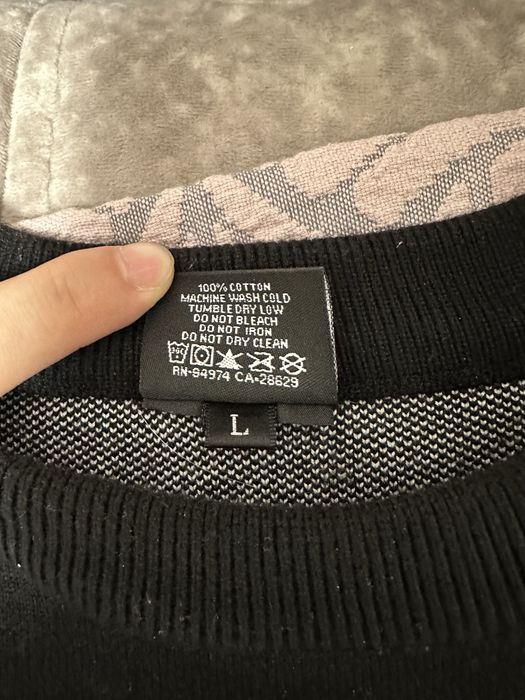 100% COTTON
MACHINE WASH COLD
TUMBLE DRY LOW
DO NOT BLEACH
DO NOT IRON
DO NOT DRY CLEAN
RN-94974 CA-28629
L